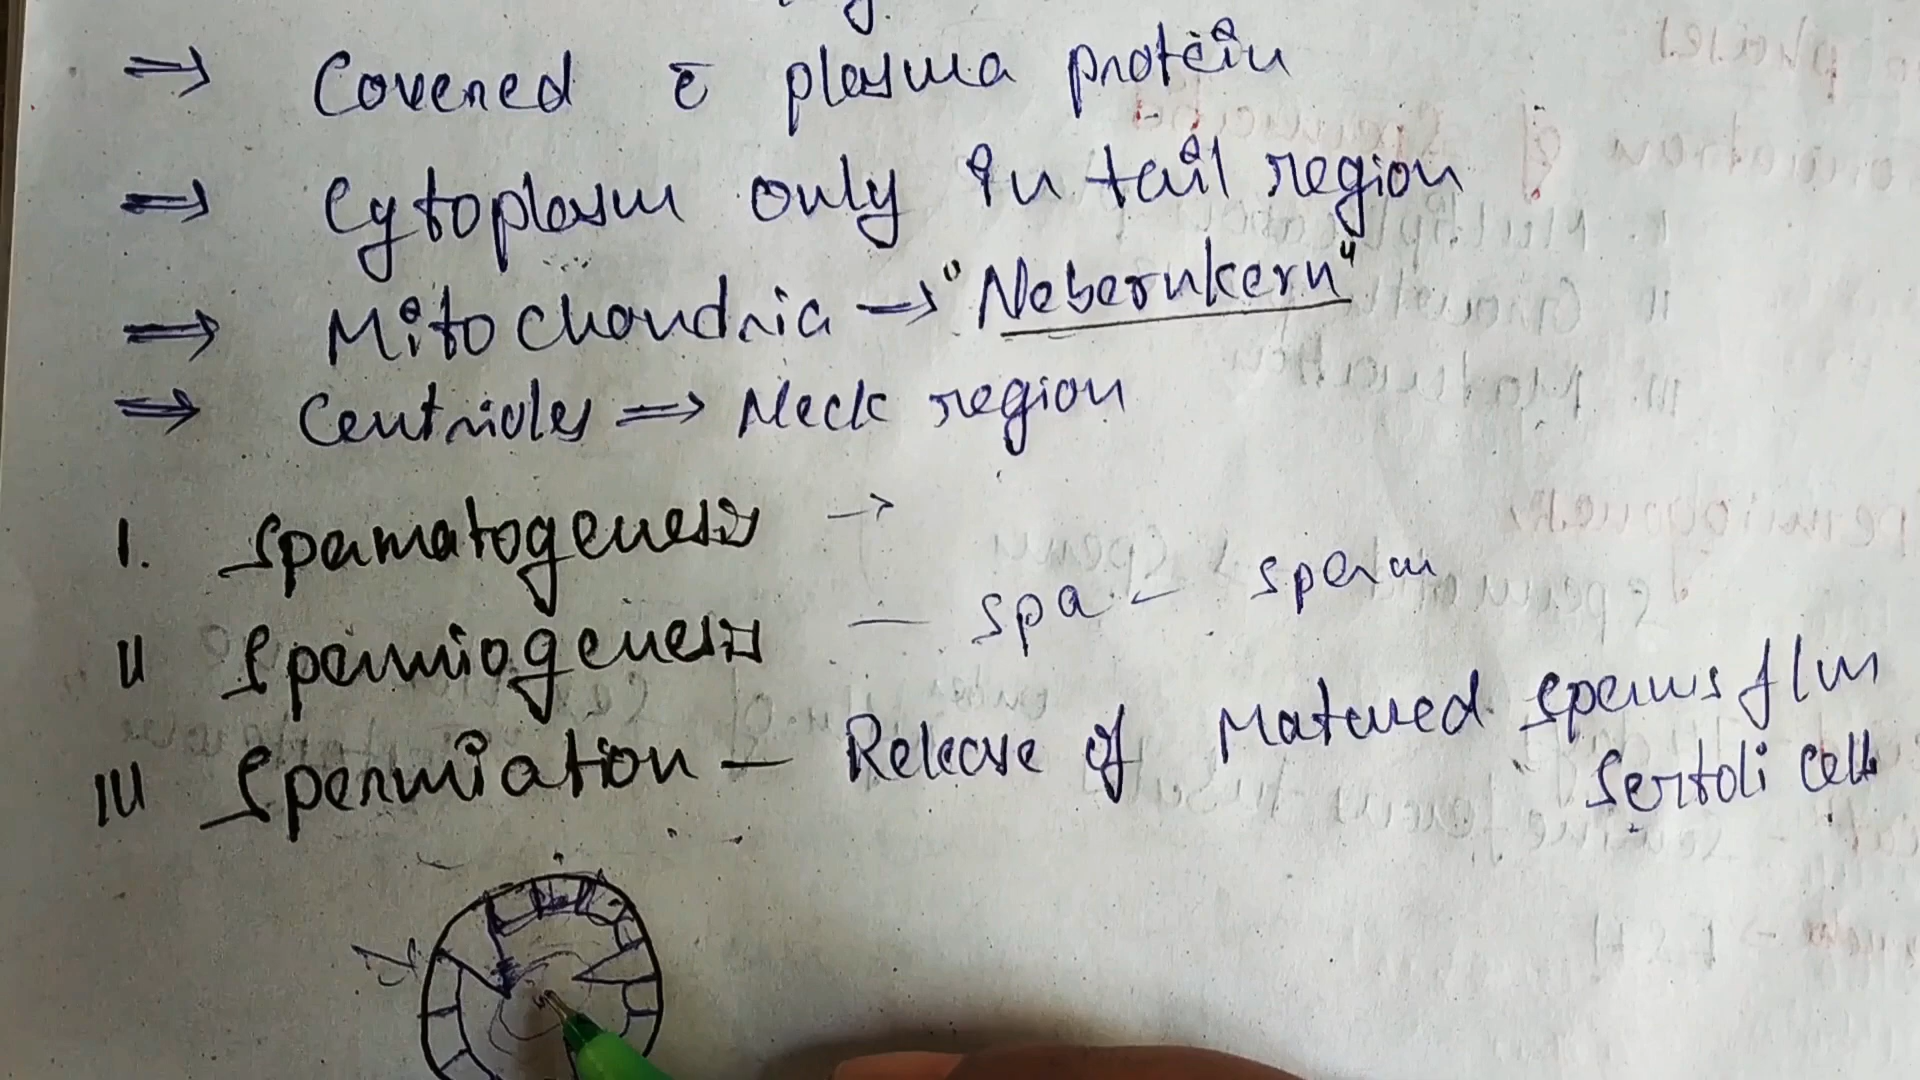 ⇒ Covered c̄ plasma protein
⇒ Cytoplasm only in tail region
⇒ Mitochondria → "Nebernkern"
⇒ Centrioles ⇒ Neck region
I. Spermatogenesis →
II Spermiogenesis — spa - sperm
III Spermiation — Release of Matured sperms f/m
Sertoli cells